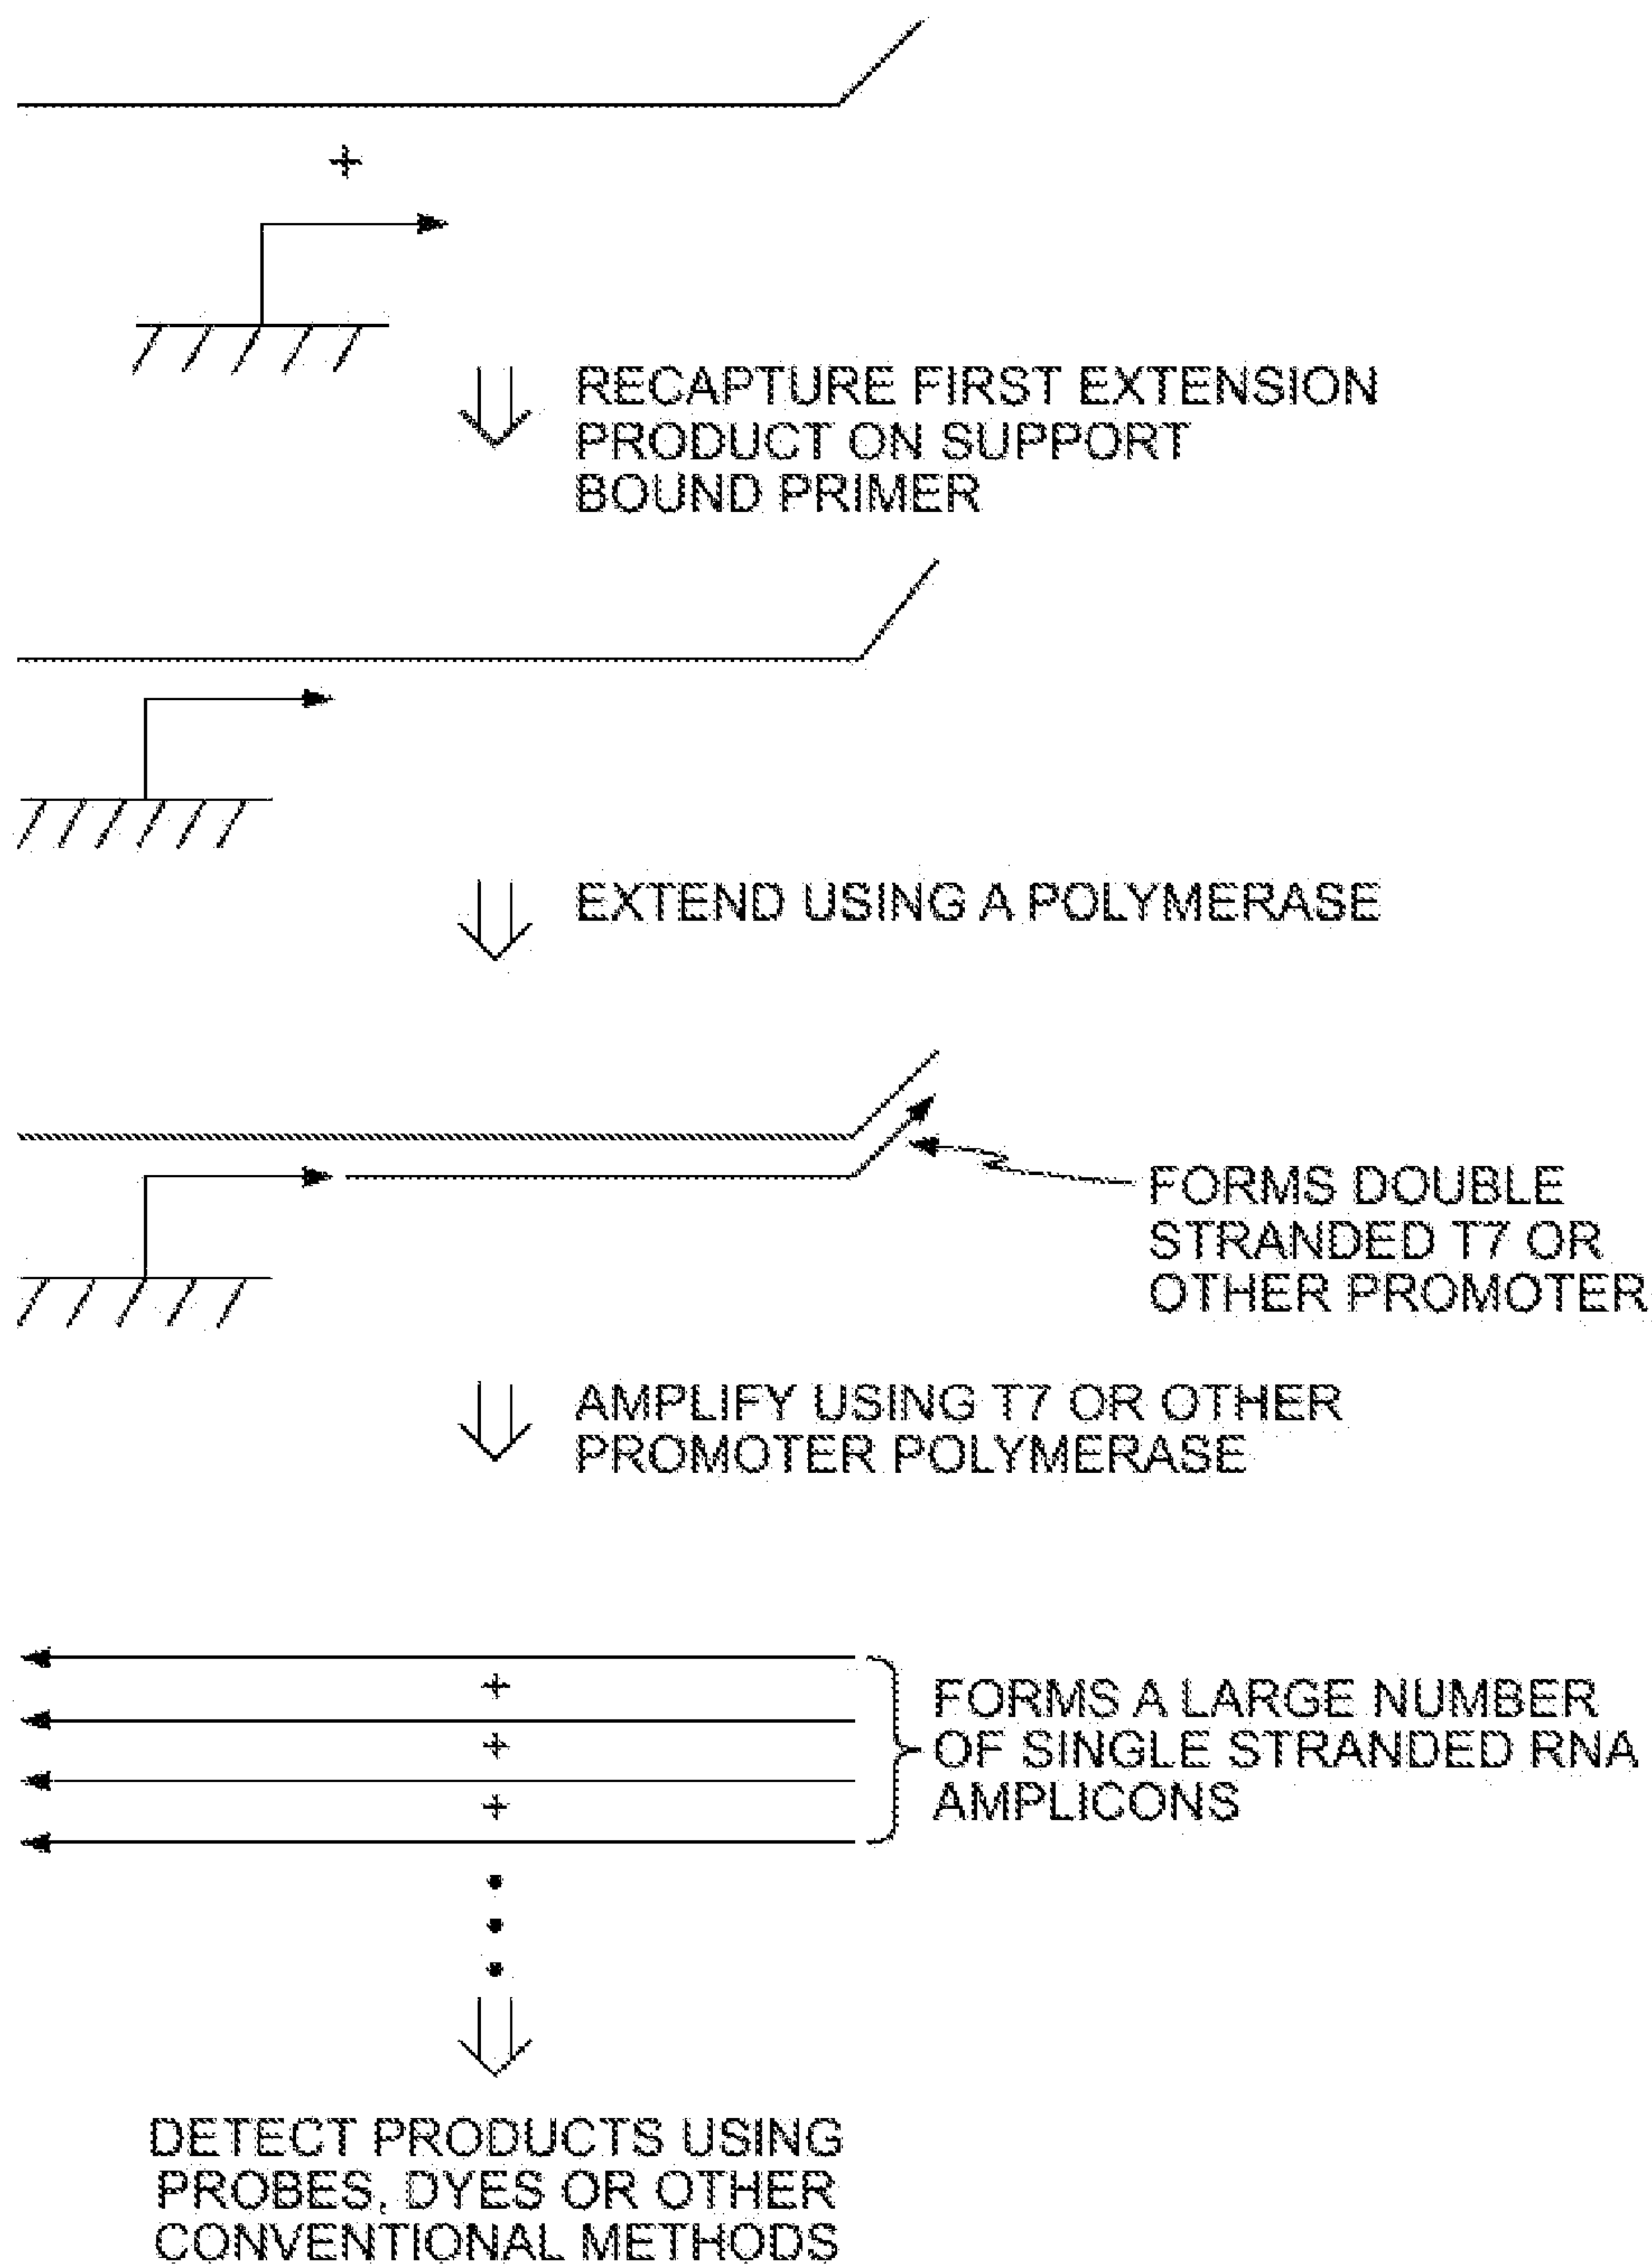 +
RECAPTURE FIRST EXTENSION
PRODUCT ON SUPPORT
BOUND PRIMER
EXTEND USING A POLYMERASE
FORMS DOUBLE
STRANDED T7 OR
OTHER PROMOTER
AMPLIFY USING T7 OR OTHER
PROMOTER POLYMERASE
+
+
+
FORMS A LARGE NUMBER
OF SINGLE STRANDED RNA
AMPLICONS
DETECT PRODUCTS USING
PROBES, DYES OR OTHER
CONVENTIONAL METHODS